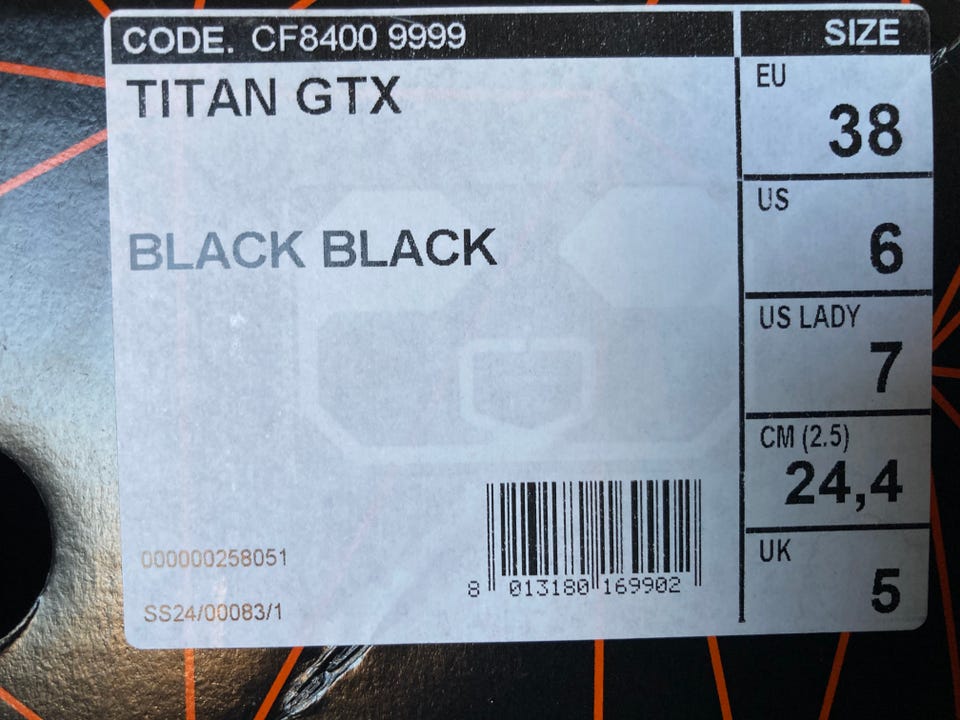 CODE. CF8400 9999
TITAN GTX
BLACK BLACK
000000258051
SS24/00083/1
8 013180 169902
SIZE
EU
38
US
6
US LADY
7
CM (2.5)
24,4
UK
5